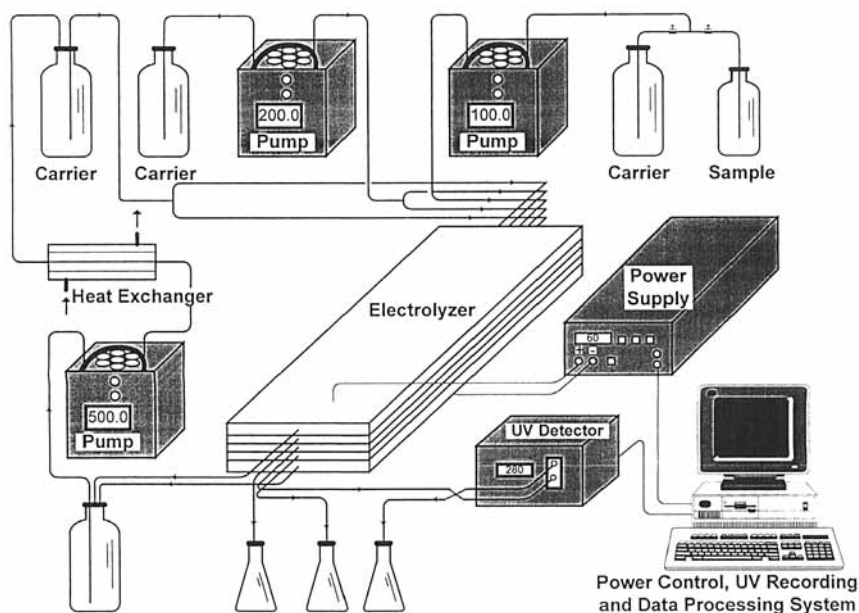 200.0
Pump
100.0
Pump
Carrier
Carrier
Carrier
Sample
Heat Exchanger
Electrolyzer
Power
Supply
60
+ -
500.0
Pump
UV Detector
280
Power Control, UV Recording
and Data Processing System